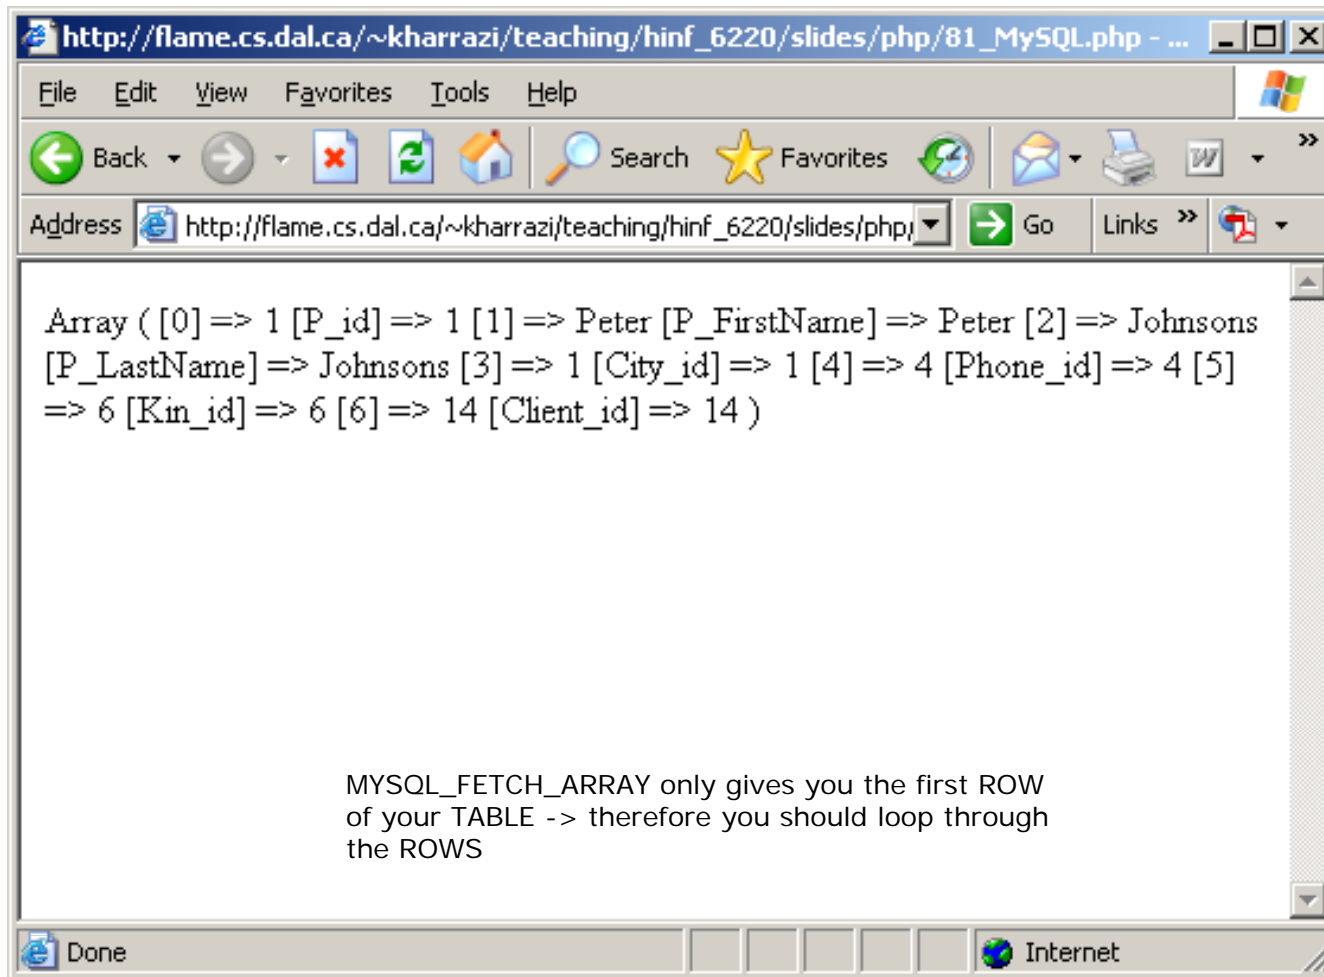 http://flame.cs.dal.ca/~kharrazi/teaching/hinf_6220/slides/php/81_MySQL.php - ...
File Edit View Favorites Tools Help
Back Search Favorites
Address http://flame.cs.dal.ca/~kharrazi/teaching/hinf_6220/slides/php/ Go Links
Array ( [0] => 1 [P_id] => 1 [1] => Peter [P_FirstName] => Peter [2] => Johnsons
[P_LastName] => Johnsons [3] => 1 [City_id] => 1 [4] => 4 [Phone_id] => 4 [5]
=> 6 [Kin_id] => 6 [6] => 14 [Client_id] => 14 )
MYSQL_FETCH_ARRAY only gives you the first ROW
of your TABLE -> therefore you should loop through
the ROWS
Done Internet